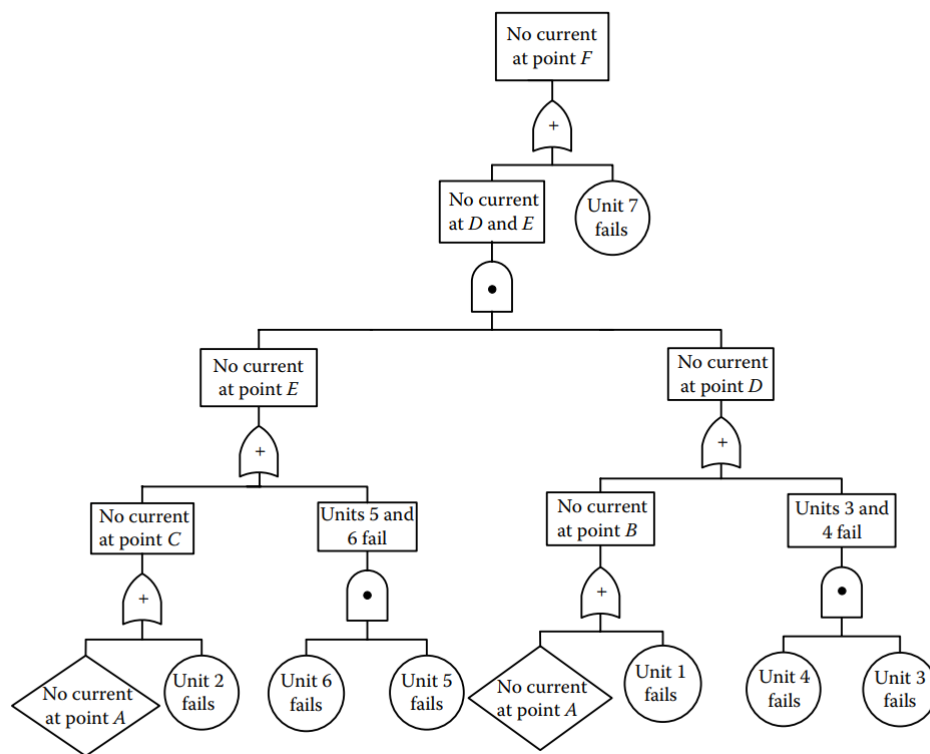 No current
at point F
+
No current
at D and E
Unit 7
fails
No current
at point E
No current
at point D
+
+
No current
at point C
Units 5 and
6 fail
No current
at point B
Units 3 and
4 fail
+
+
No current
at point A
Unit 2
fails
Unit 6
fails
Unit 5
fails
No current
at point A
Unit 1
fails
Unit 4
fails
Unit 3
fails